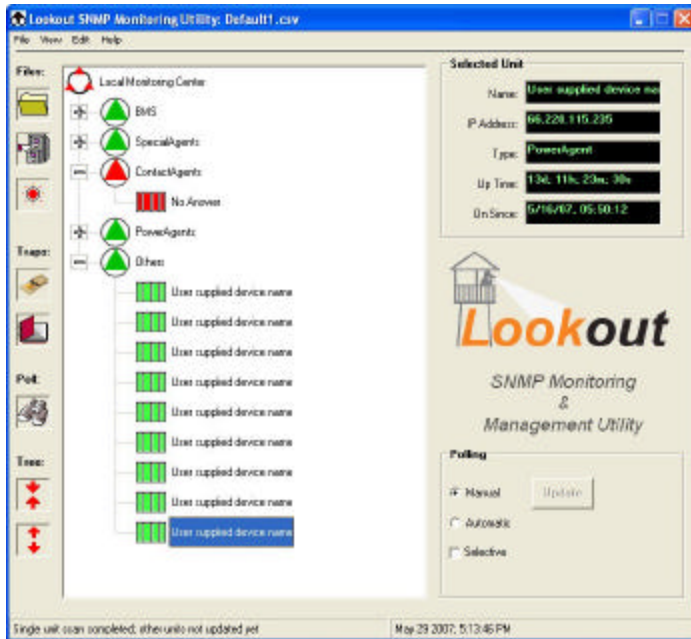 Lookout SNMP Monitoring Utility: Default1.csv
File View Edit Help
Files:
Traps:
Poll:
Tree:
Local Monitoring Center
BMS
SpecialAgents
ContactAgents
No Answer
PowerAgents
Others
User supplied device name
User supplied device name
User supplied device name
User supplied device name
User supplied device name
User supplied device name
User supplied device name
User supplied device name
User supplied device name
Selected Unit
Name: User supplied device nam
IP Address: 66.228.115.235
Type: PowerAgent
Up Time: 13d; 11h; 23m; 30s
On Since: 5/16/07, 05:50:12
Lookout
SNMP Monitoring
&
Management Utility
Polling
Manual Update
Automatic
Selective
Single unit scan completed; other units not updated yet
May 29 2007; 5:13:46 PM